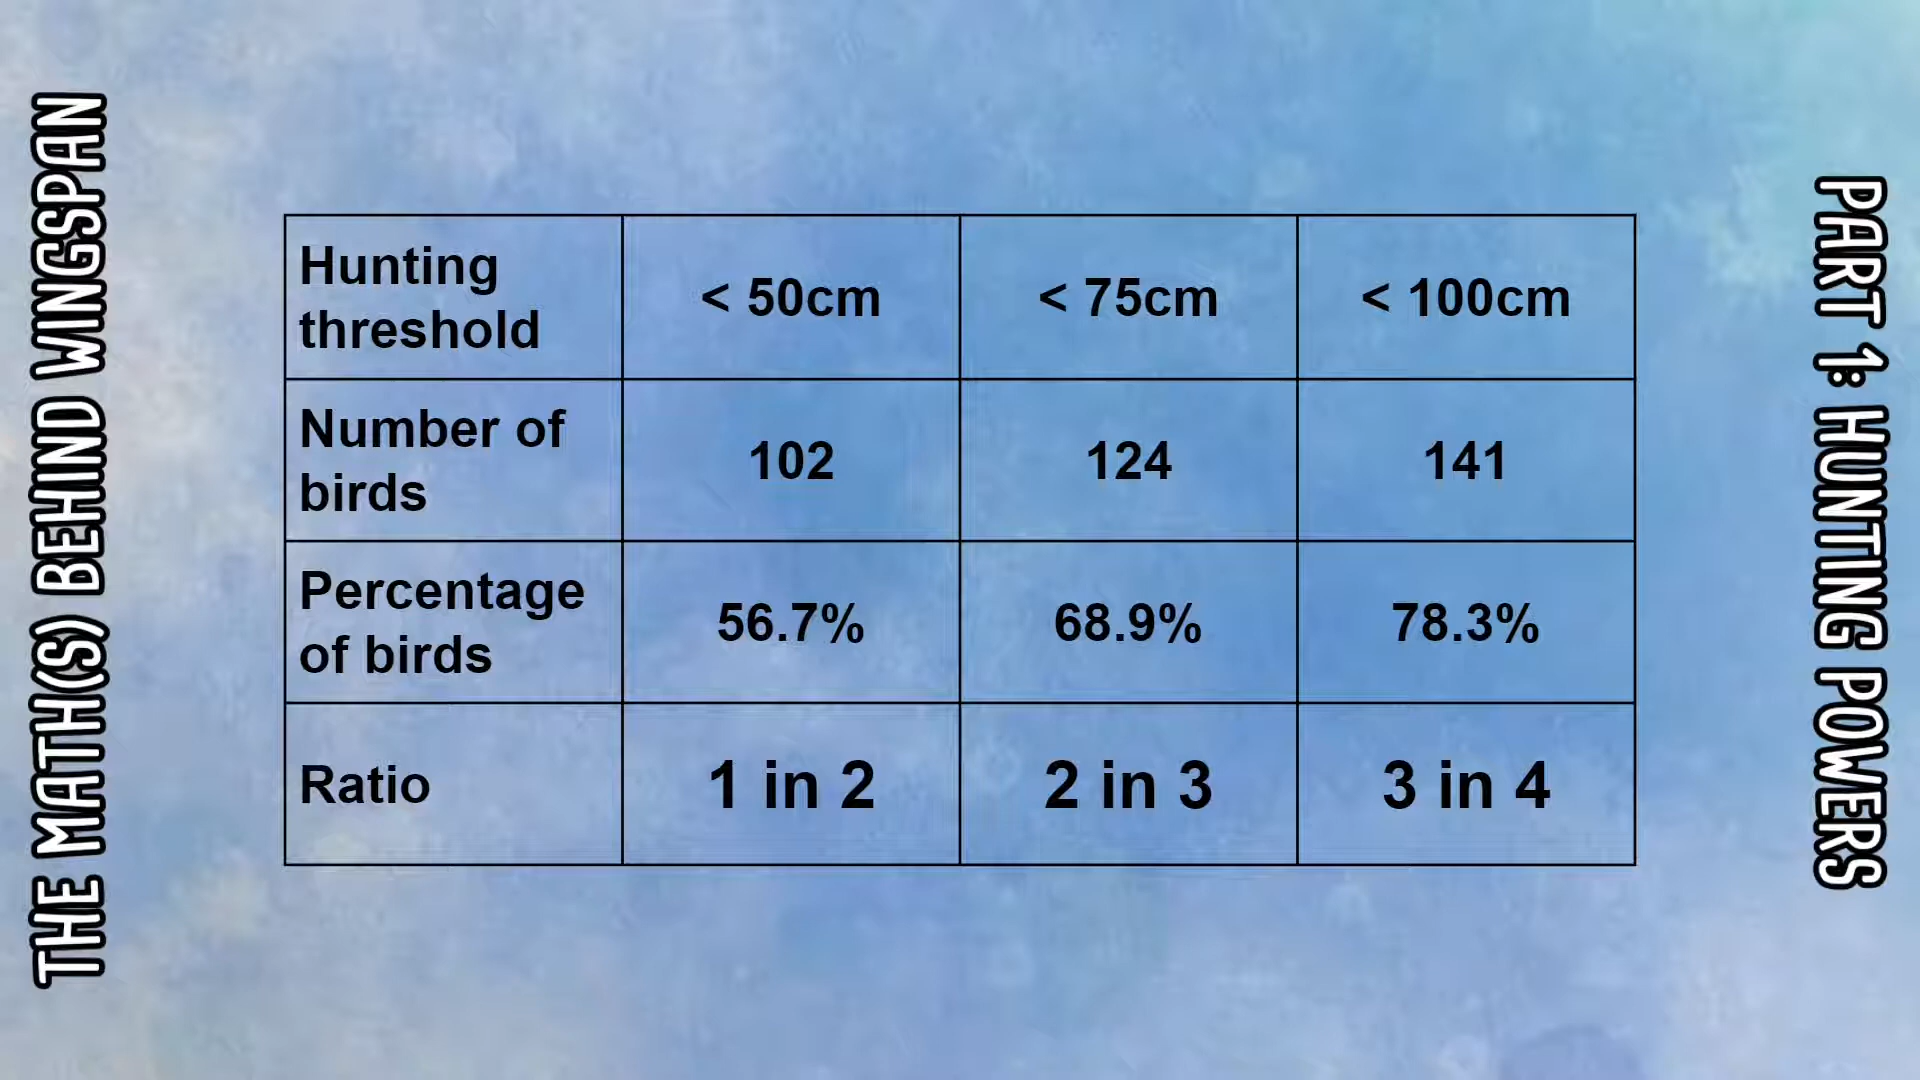 THE MATH(S) BEHIND WINGSPAN
Hunting
threshold
< 50cm
< 75cm
< 100cm
Number of
birds
102
124
141
Percentage
of birds
56.7%
68.9%
78.3%
Ratio
1 in 2
2 in 3
3 in 4
PART 1: HUNTING POWERS